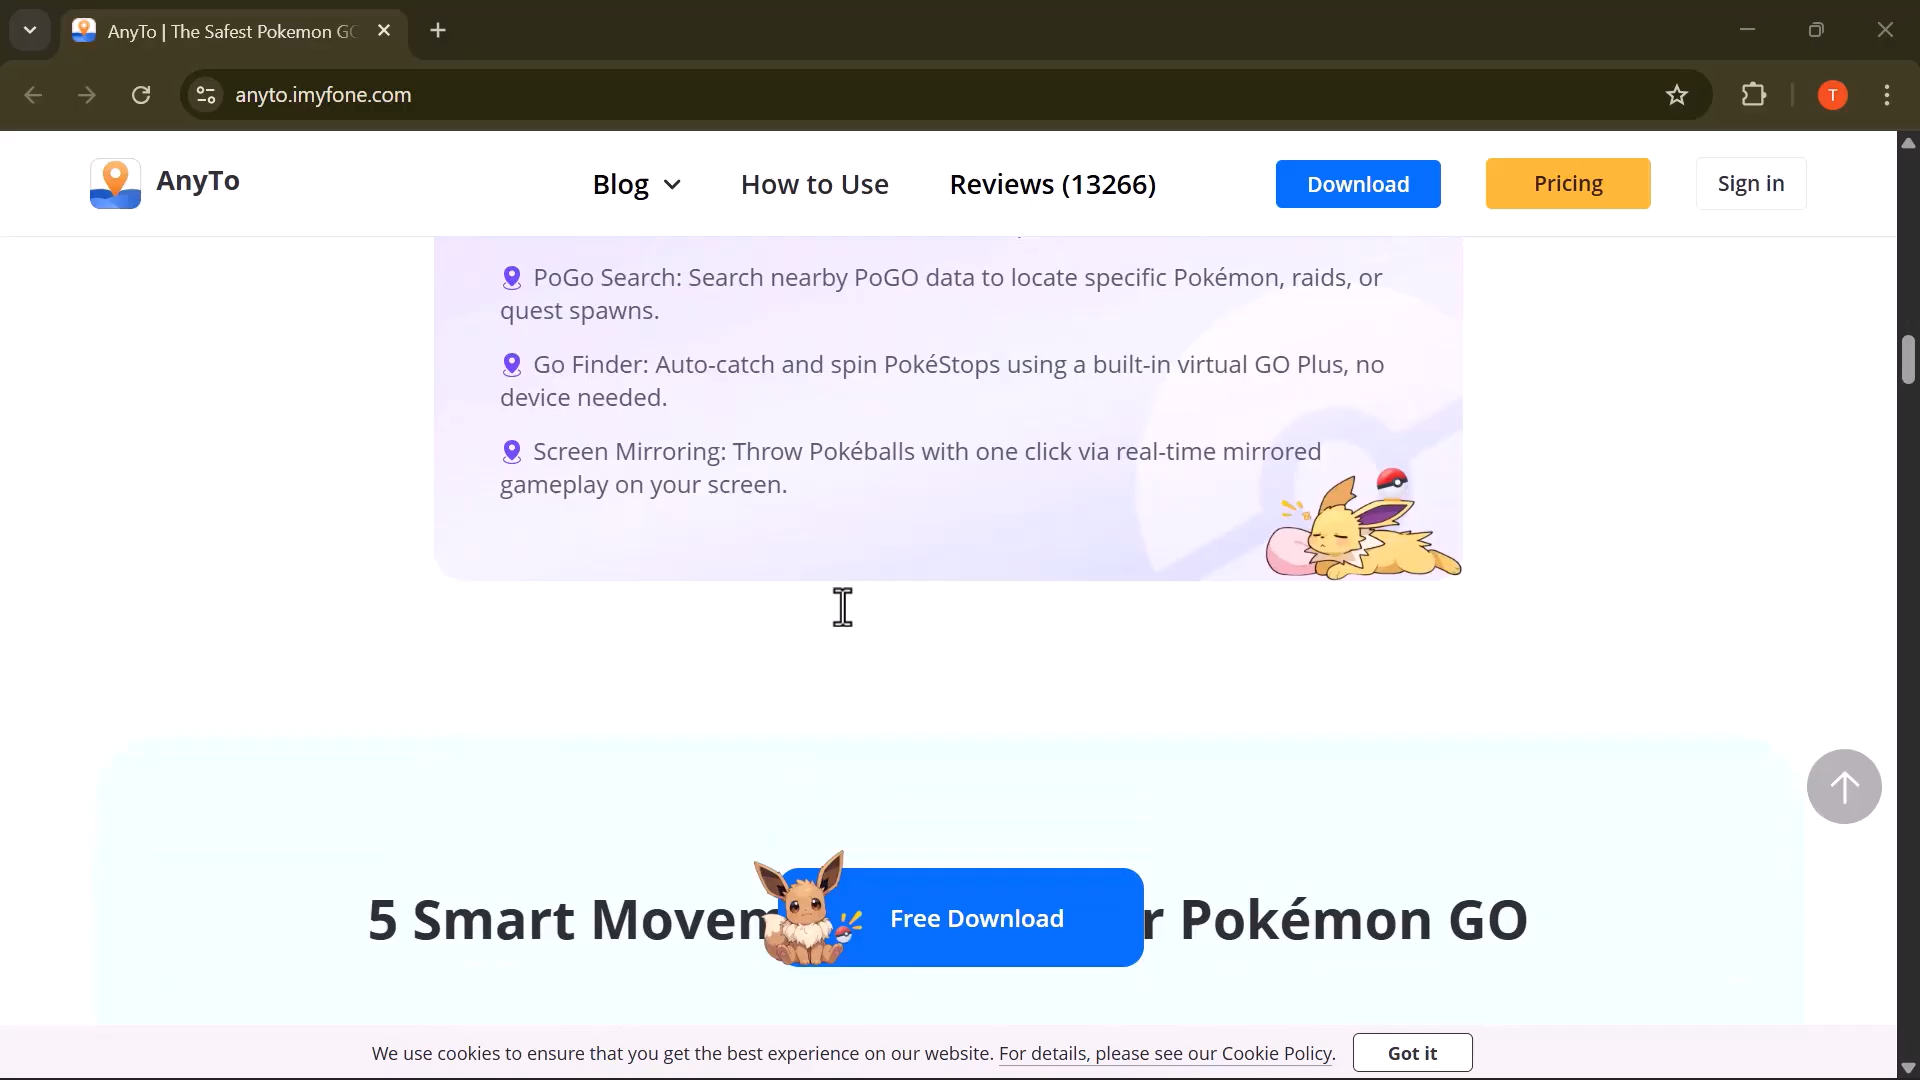 AnyTo | The Safest Pokemon GO
anyto.imyfone.com
T
AnyTo
Blog
How to Use
Reviews (13266)
Download
Pricing
Sign in
PoGo Search: Search nearby PoGO data to locate specific Pokémon, raids, or
quest spawns.
Go Finder: Auto-catch and spin PokéStops using a built-in virtual GO Plus, no
device needed.
Screen Mirroring: Throw Pokéballs with one click via real-time mirrored
gameplay on your screen.
5 Smart Movem
r Pokémon GO
Free Download
We use cookies to ensure that you get the best experience on our website. For details, please see our Cookie Policy.
Got it